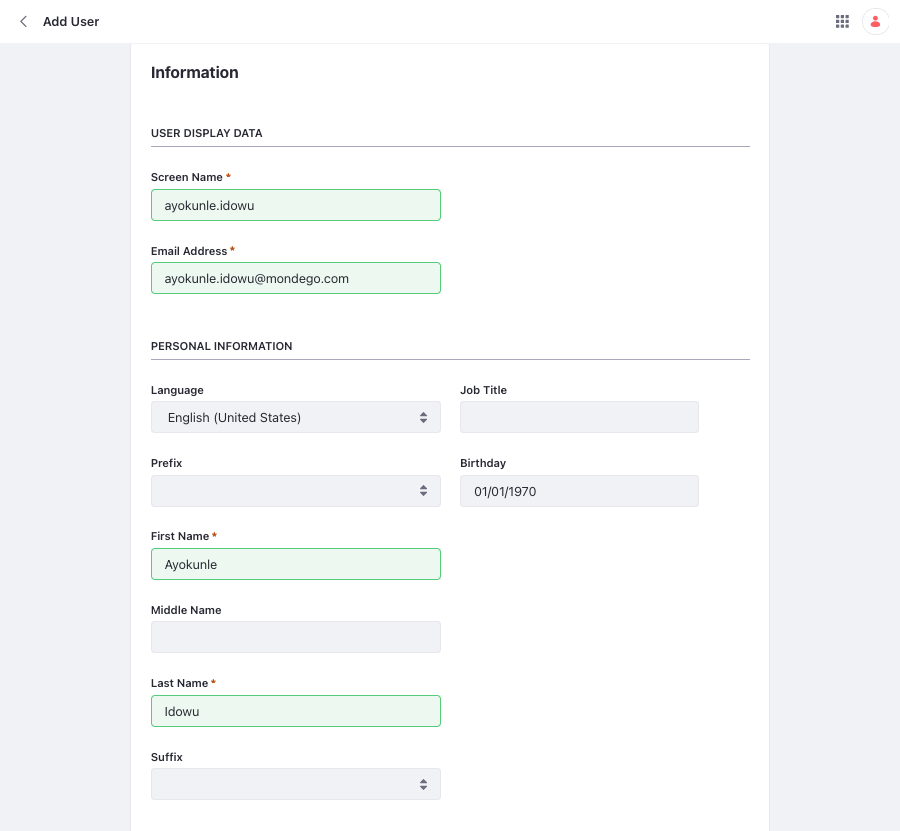 Add User
Information
USER DISPLAY DATA
Screen Name *
ayokunle.idowu
Email Address *
ayokunle.idowu@mondego.com
PERSONAL INFORMATION
Language
English (United States)
Job Title
Prefix
Birthday
01/01/1970
First Name *
Ayokunle
Middle Name
Last Name *
Idowu
Suffix